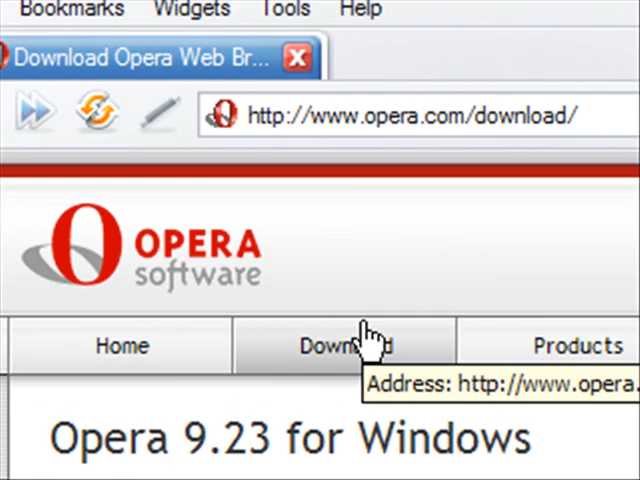 Bookmarks Widgets Tools Help
Download Opera Web Br...
http://www.opera.com/download/
OPERA
software
Home Download Products
Address: http://www.opera.
Opera 9.23 for Windows